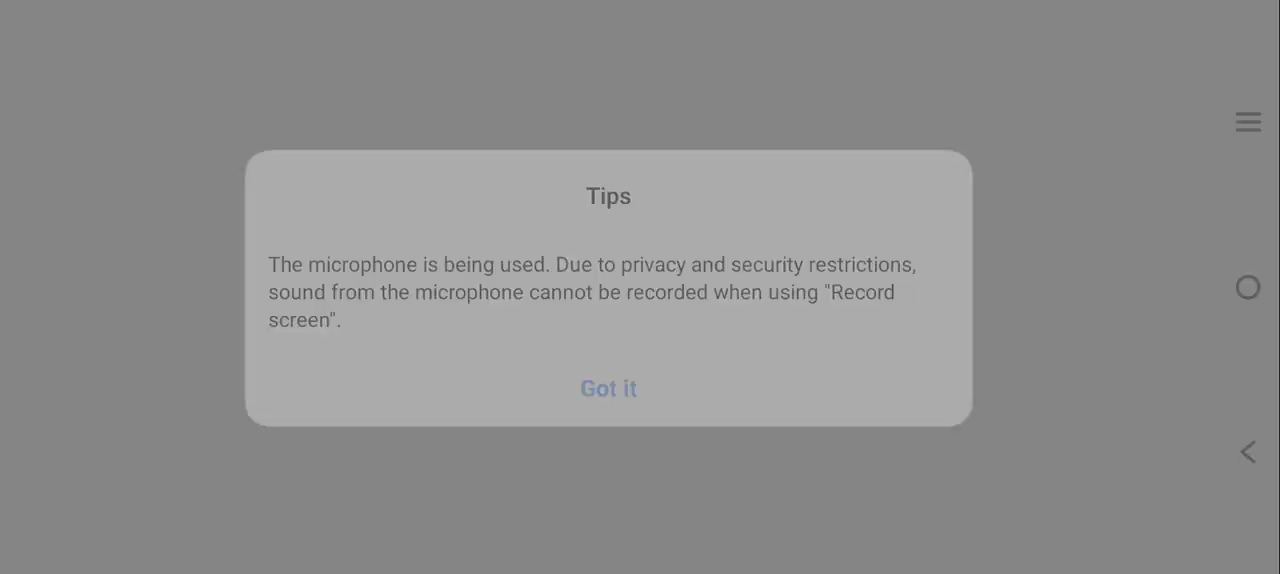 Tips
The microphone is being used. Due to privacy and security restrictions,
sound from the microphone cannot be recorded when using "Record
screen".
Got it